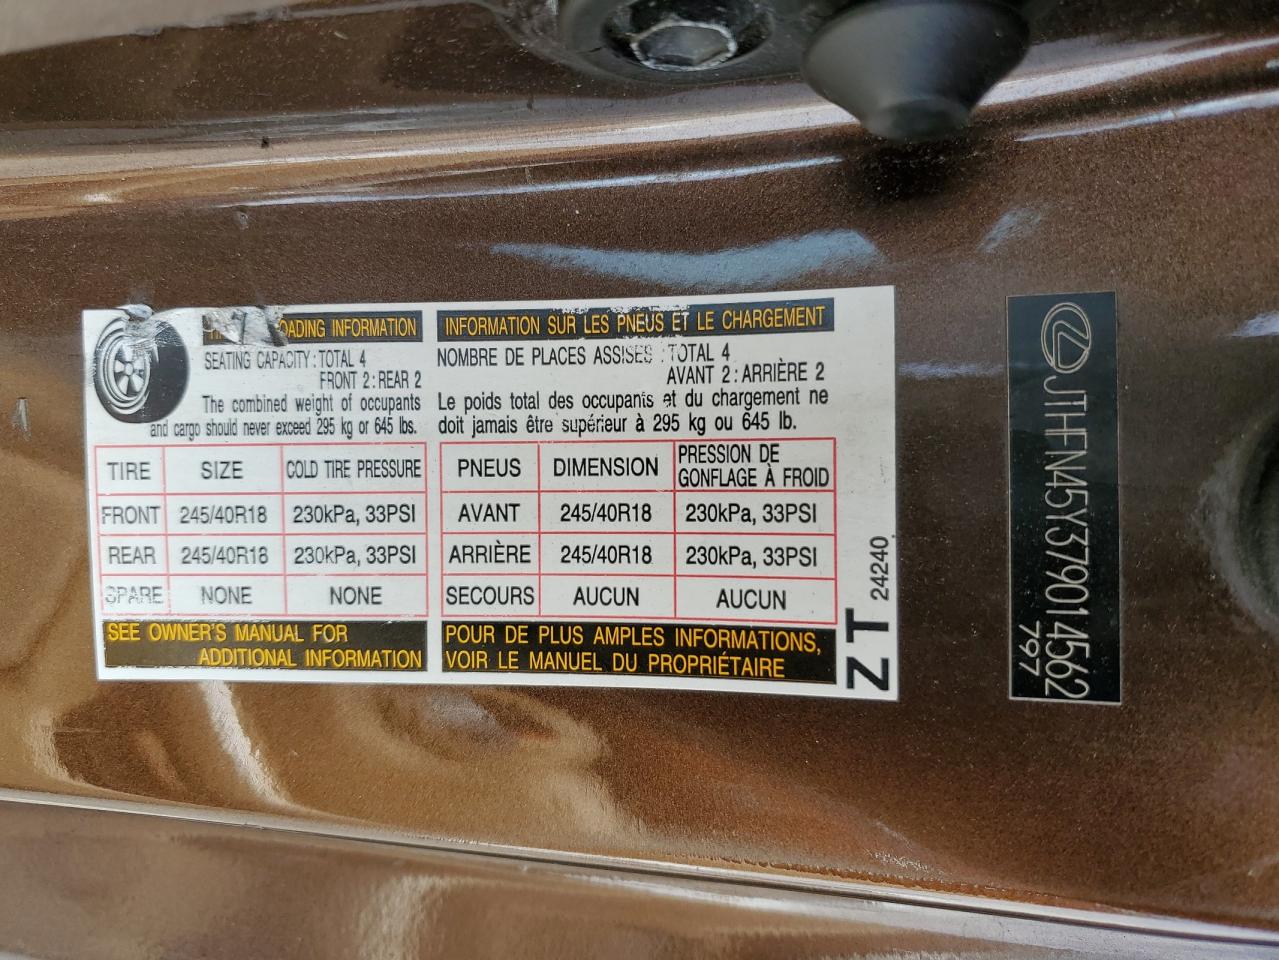 LOADING INFORMATION
SEATING CAPACITY : TOTAL 4
FRONT 2 : REAR 2
The combined weight of occupants
and cargo should never exceed 295 kg or 645 lbs.
TIRE SIZE COLD TIRE PRESSURE
FRONT 245/40R18 230kPa, 33PSI
REAR 245/40R18 230kPa, 33PSI
SPARE NONE NONE
SEE OWNER'S MANUAL FOR
ADDITIONAL INFORMATION
INFORMATION SUR LES PNEUS ET LE CHARGEMENT
NOMBRE DE PLACES ASSISES : TOTAL 4
AVANT 2 : ARRIÈRE 2
Le poids total des occupants et du chargement ne
doit jamais être supérieur à 295 kg ou 645 lb.
PNEUS DIMENSION PRESSION DE
GONFLAGE À FROID
AVANT 245/40R18 230kPa, 33PSI
ARRIÈRE 245/40R18 230kPa, 33PSI
SECOURS AUCUN AUCUN
POUR DE PLUS AMPLES INFORMATIONS,
VOIR LE MANUEL DU PROPRIÉTAIRE
ZT 24240
JTHFN45Y379014562
797